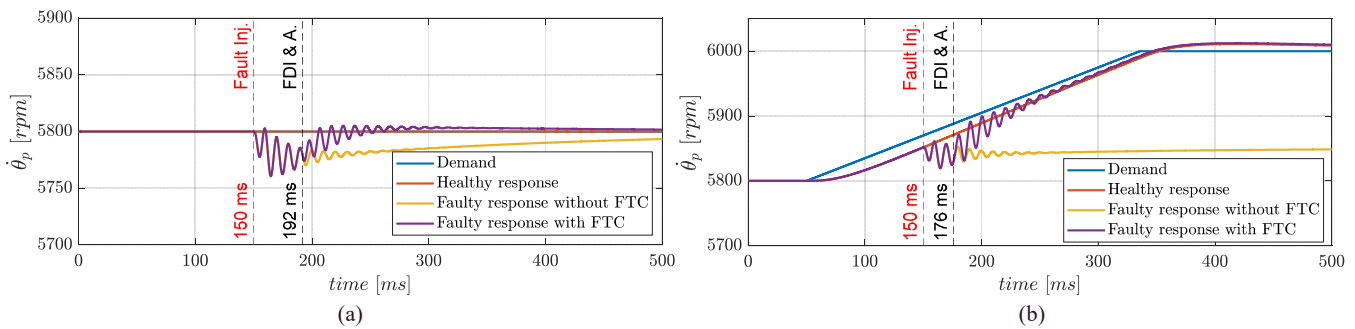 5900
5850
5800
5750
5700
θ̇p [rpm]
Fault Inj.
FDI & A.
150 ms
192 ms
Demand
Healthy response
Faulty response without FTC
Faulty response with FTC
0
100
200
300
400
500
time [ms]
(a)
6000
5900
5800
5700
θ̇p [rpm]
Fault Inj.
FDI & A.
150 ms
176 ms
Demand
Healthy response
Faulty response without FTC
Faulty response with FTC
0
100
200
300
400
500
time [ms]
(b)